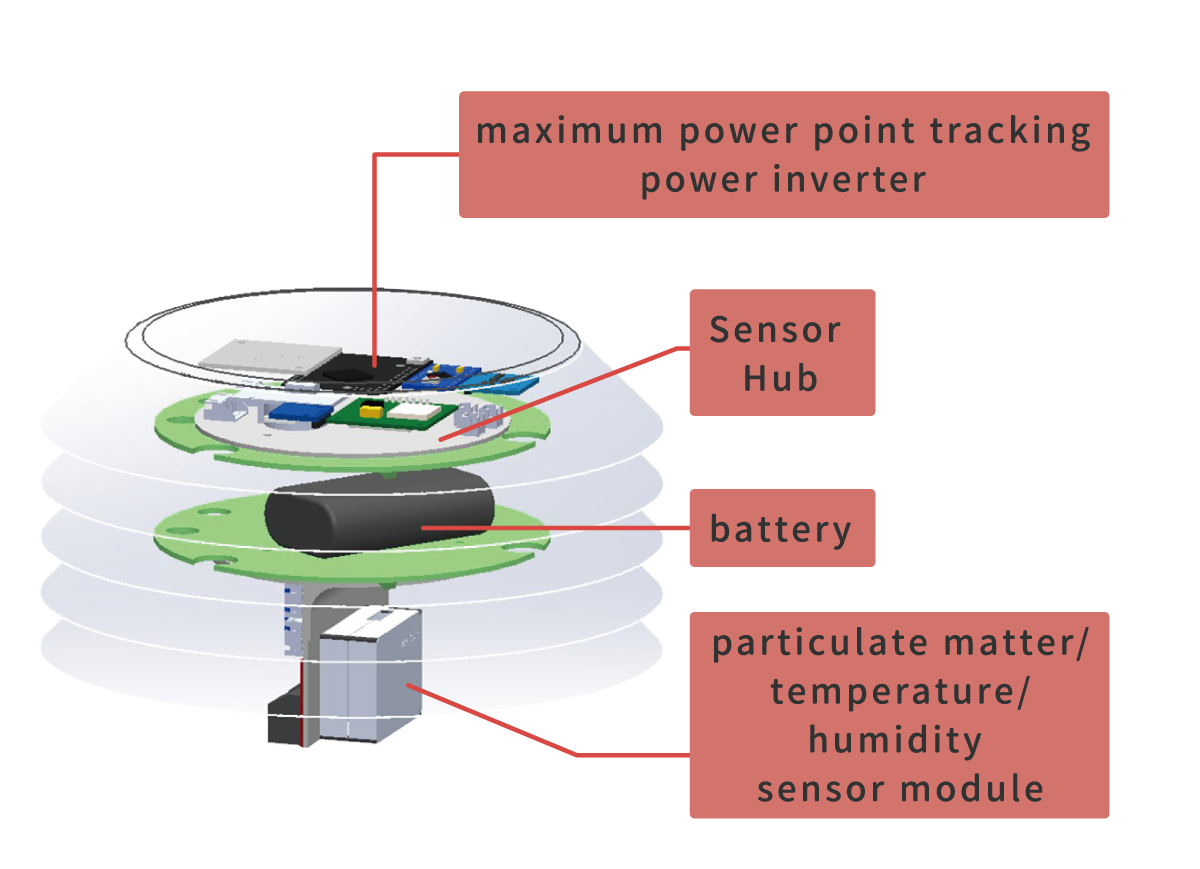 maximum power point tracking
power inverter
Sensor
Hub
battery
particulate matter/
temperature/
humidity
sensor module